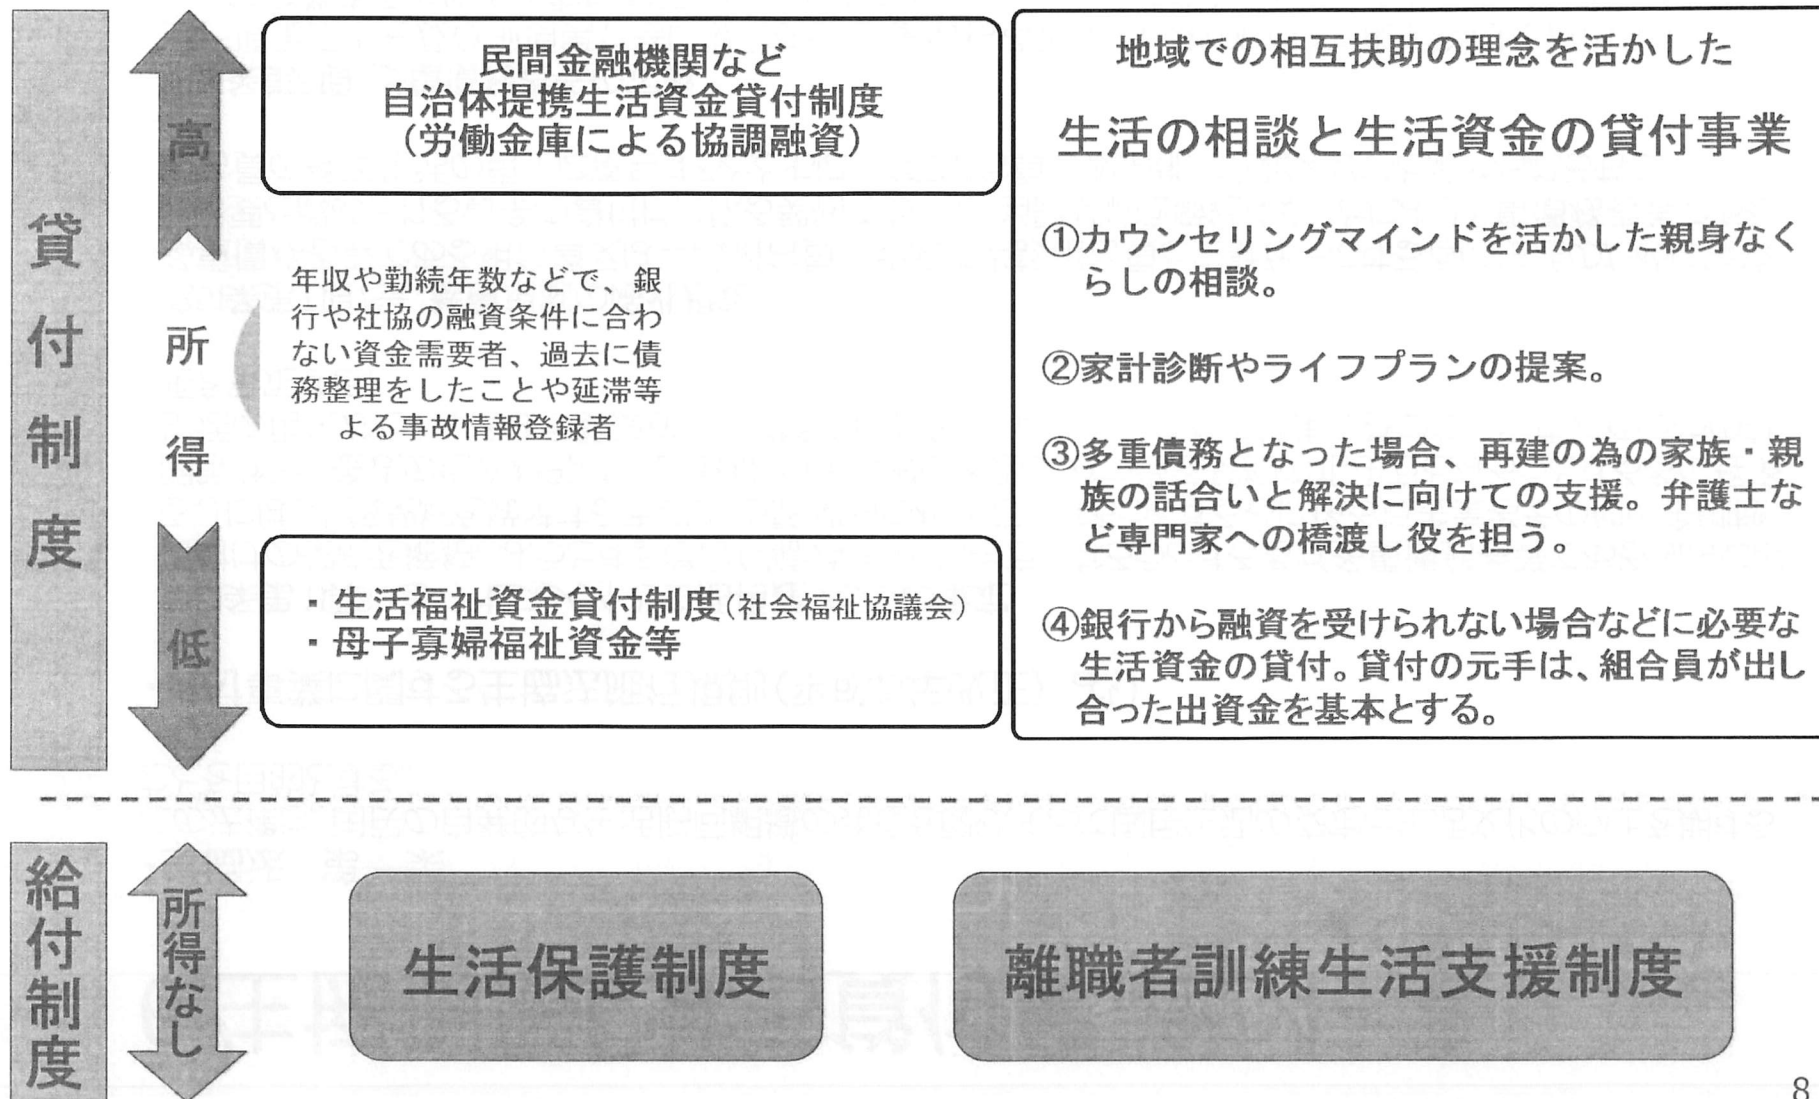 貸付制度
高
所得
低
民間金融機関など
自治体提携生活資金貸付制度
(労働金庫による協調融資)
年収や勤続年数などで、銀
行や社協の融資条件に合わ
ない資金需要者、過去に債
務整理をしたことや延滞等
よる事故情報登録者
・生活福祉資金貸付制度(社会福祉協議会)
・母子寡婦福祉資金等
地域での相互扶助の理念を活かした
生活の相談と生活資金の貸付事業
①カウンセリングマインドを活かした親身なく
らしの相談。
②家計診断やライフプランの提案。
③多重債務となった場合、再建の為の家族・親
族の話合いと解決に向けての支援。弁護士な
ど専門家への橋渡し役を担う。
④銀行から融資を受けられない場合などに必要な
生活資金の貸付。貸付の元手は、組合員が出し
合った出資金を基本とする。
給付制度
所得なし
生活保護制度
離職者訓練生活支援制度
8